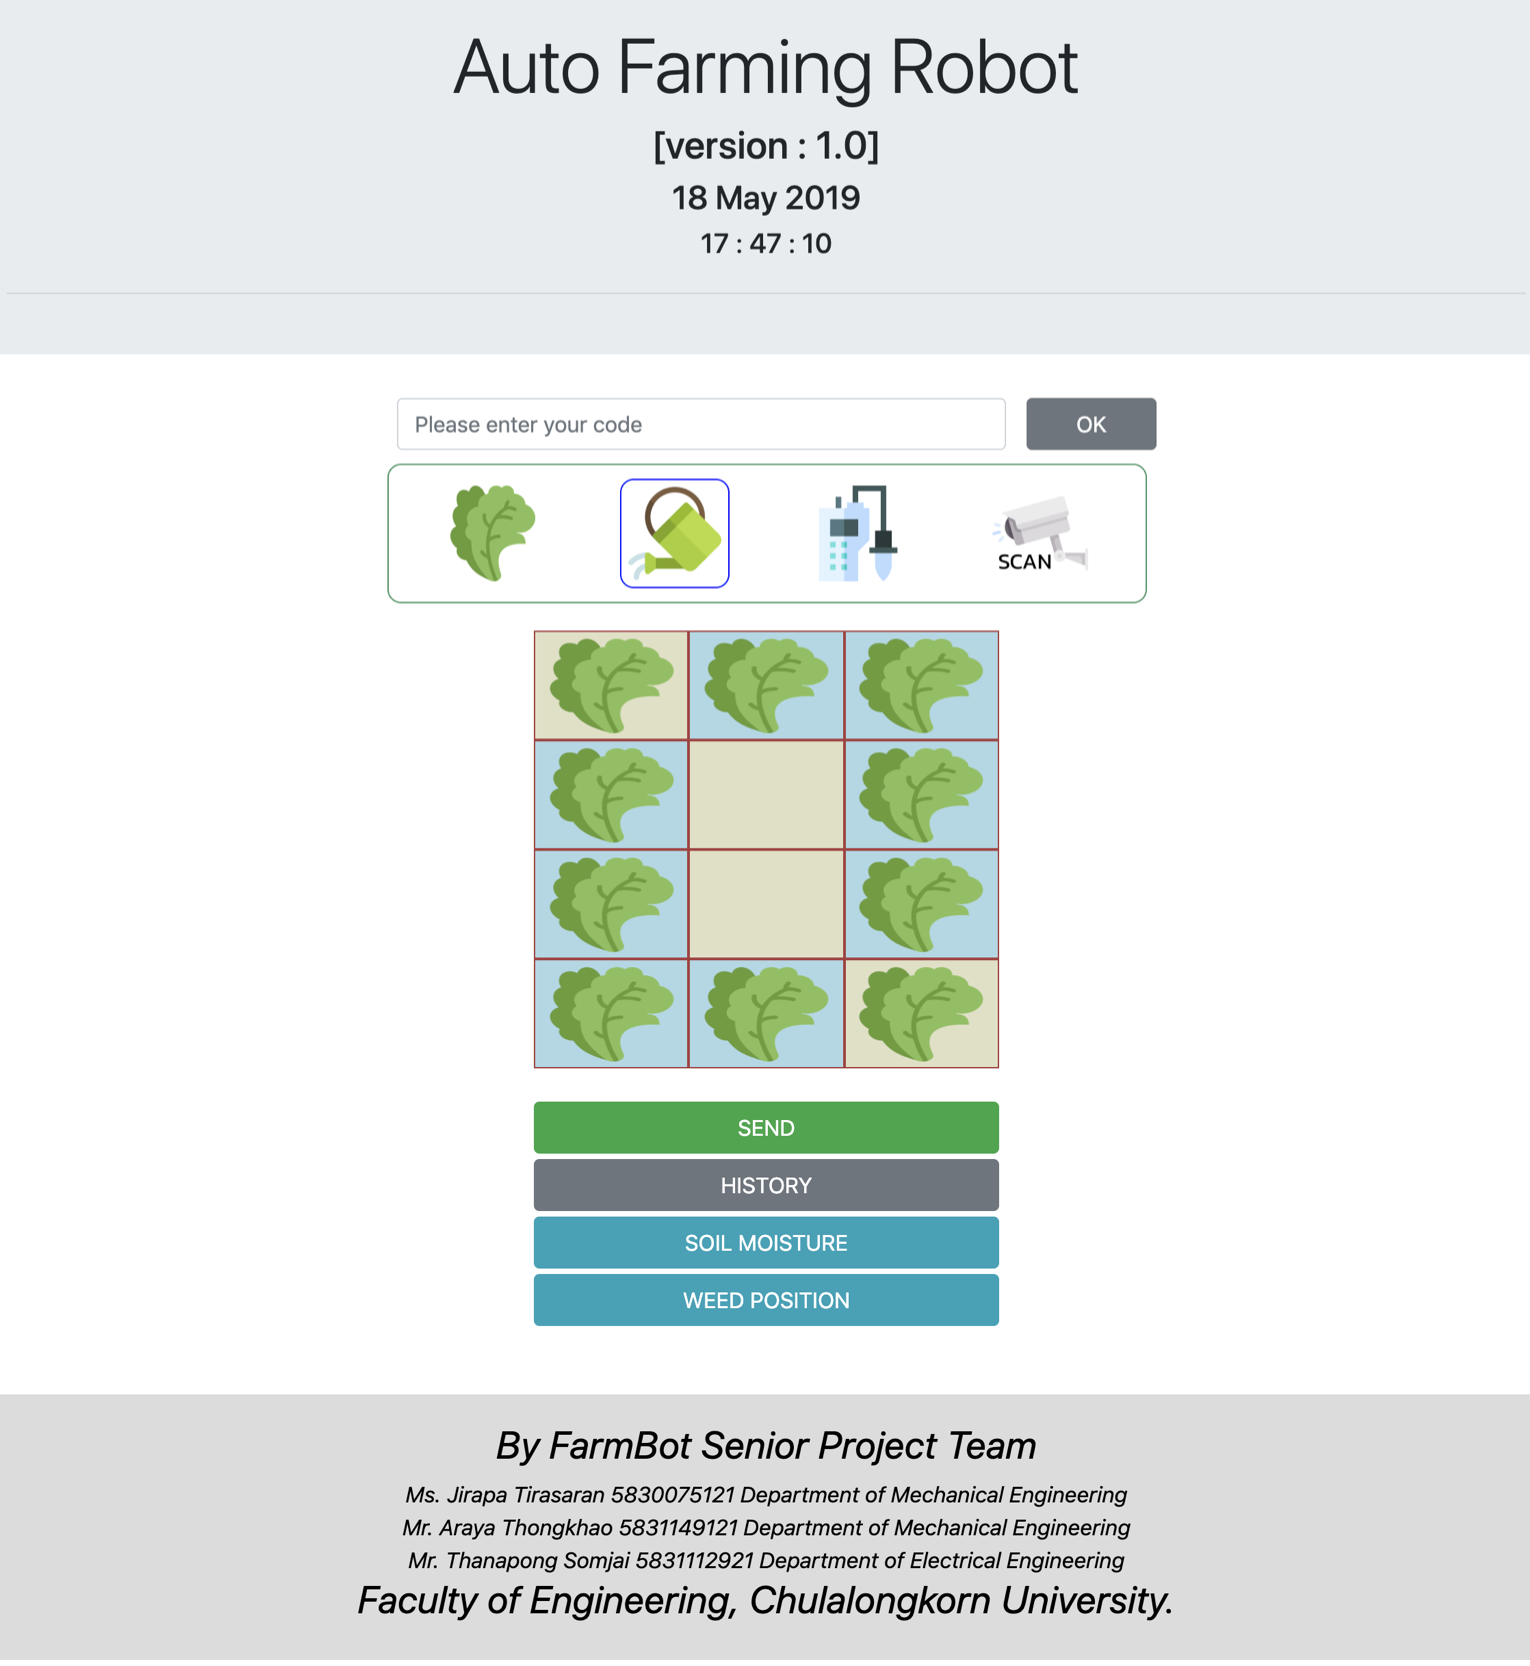 Auto Farming Robot
[version : 1.0]
18 May 2019
17 : 47 : 10
Please enter your code
OK
SCAN
SEND
HISTORY
SOIL MOISTURE
WEED POSITION
By FarmBot Senior Project Team
Ms. Jirapa Tirasaran 5830075121 Department of Mechanical Engineering
Mr. Araya Thongkhao 5831149121 Department of Mechanical Engineering
Mr. Thanapong Somjai 5831112921 Department of Electrical Engineering
Faculty of Engineering, Chulalongkorn University.